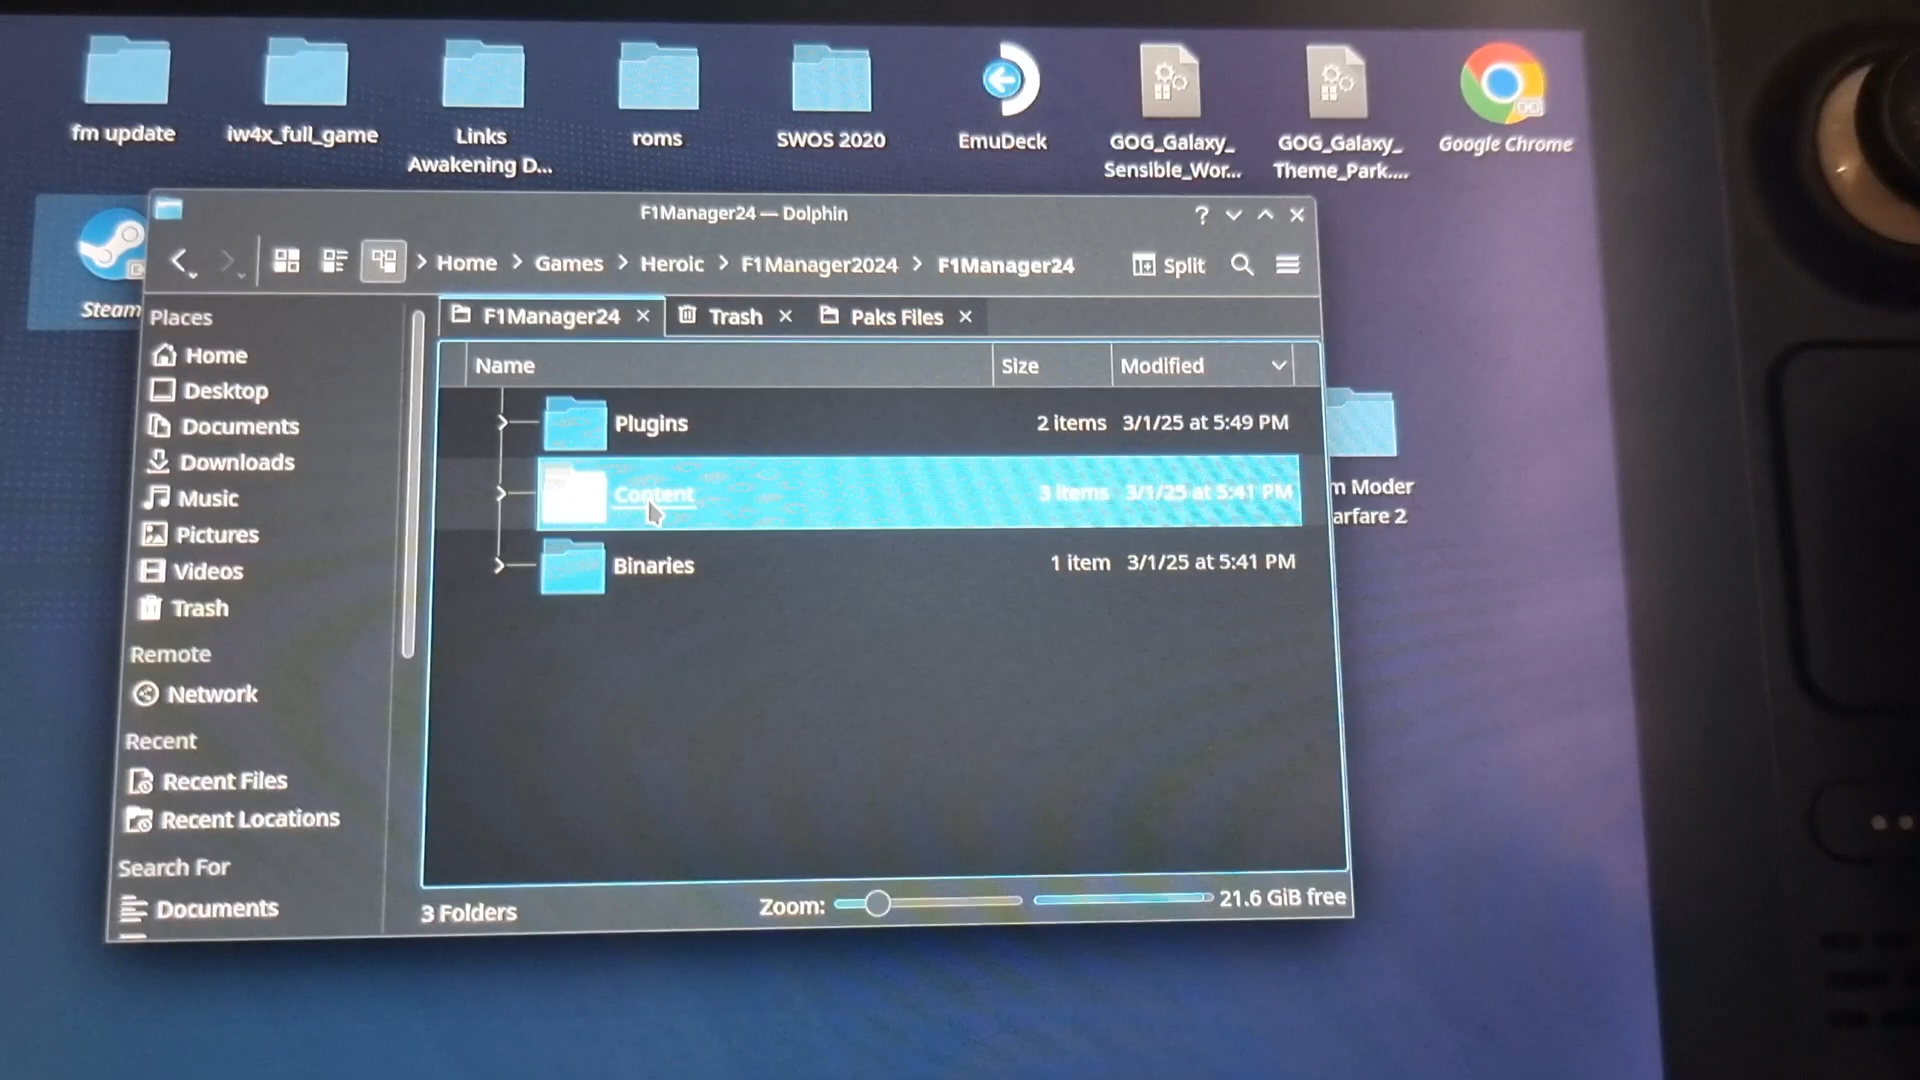 fm update
iw4x_full_game
Links
Awakening D...
roms
SWOS 2020
EmuDeck
GOG_Galaxy_
Sensible_Wor...
GOG_Galaxy_
Theme_Park....
Google Chrome
Steam
F1Manager24 — Dolphin
?
Home > Games > Heroic > F1Manager2024 > F1Manager24
Split
Places
Home
Desktop
Documents
Downloads
Music
Pictures
Videos
Trash
Remote
Network
Recent
Recent Files
Recent Locations
Search For
Documents
F1Manager24
Trash
Paks Files
Name Size Modified
Plugins 2 items 3/1/25 at 5:49 PM
Content 3 items 3/1/25 at 5:41 PM
Binaries 1 item 3/1/25 at 5:41 PM
3 Folders
Zoom:
21.6 GiB free
m Moder
arfare 2